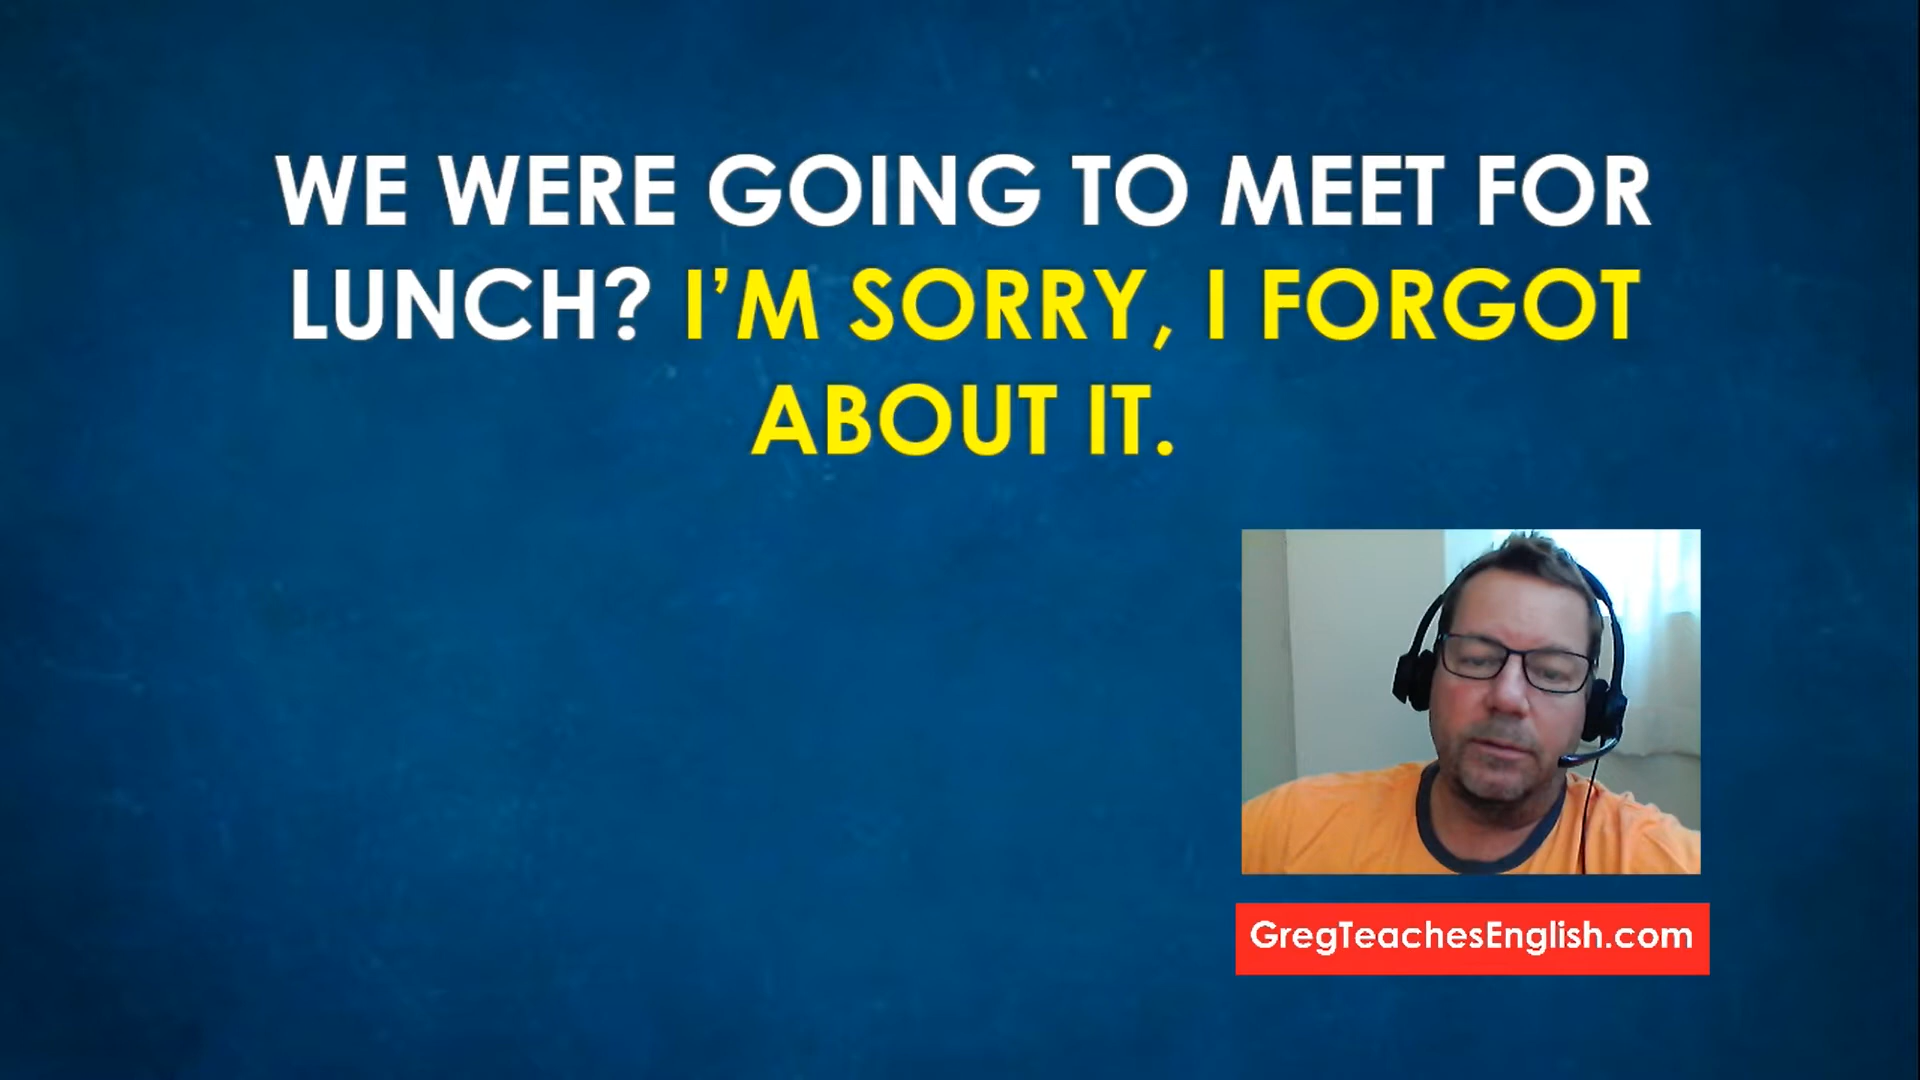 WE WERE GOING TO MEET FOR
LUNCH? I’M SORRY, I FORGOT
ABOUT IT.
GregTeachesEnglish.com